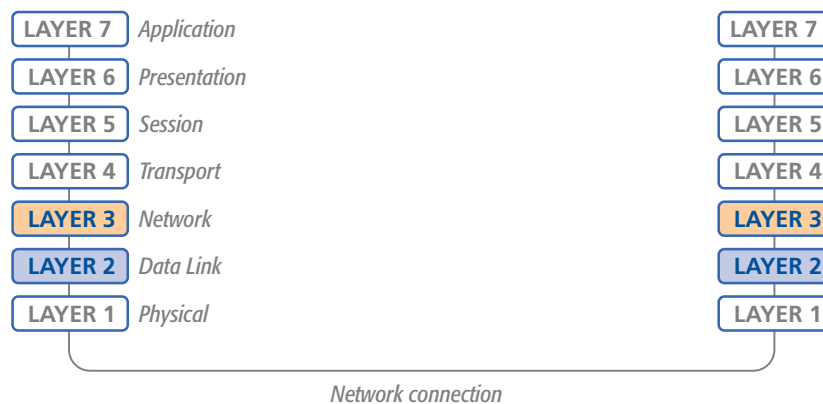 LAYER 7 Application LAYER 7
LAYER 6 Presentation LAYER 6
LAYER 5 Session LAYER 5
LAYER 4 Transport LAYER 4
LAYER 3 Network LAYER 3
LAYER 2 Data Link LAYER 2
LAYER 1 Physical LAYER 1
Network connection